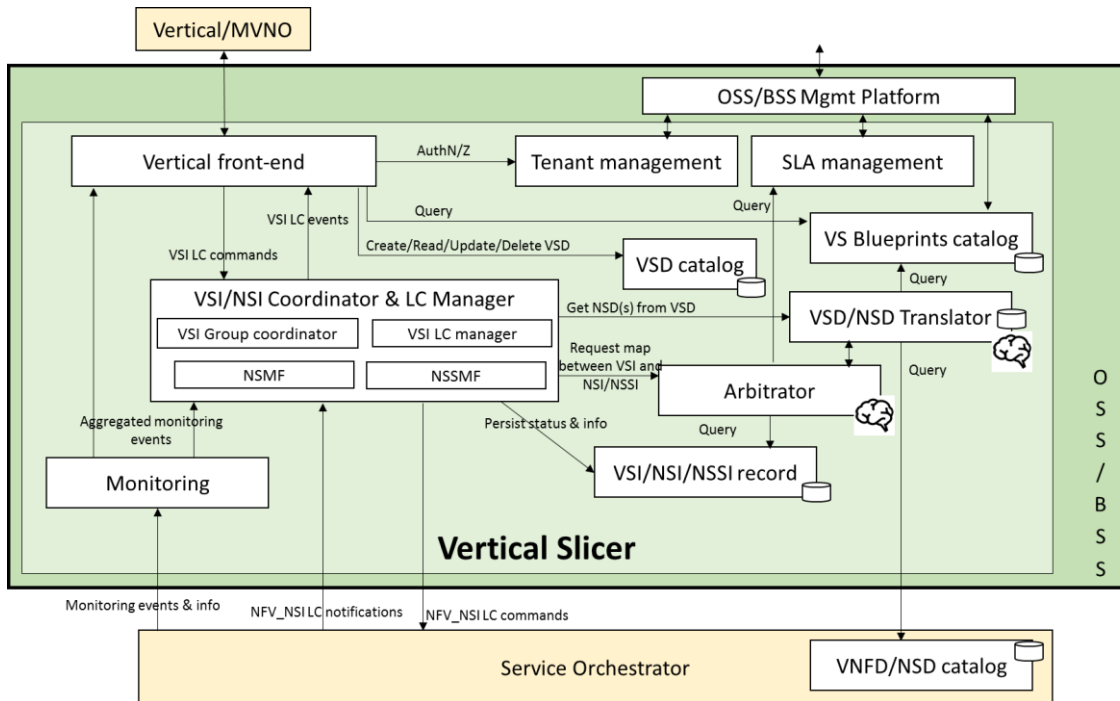 Vertical/MVNO
OSS/BSS Mgmt Platform
Vertical front-end
AuthN/Z
Tenant management
SLA management
VSI LC events
Query
Query
VS Blueprints catalog
Create/Read/Update/Delete VSD
VSD catalog
VSI LC commands
Query
VSI/NSI Coordinator & LC Manager
VSI Group coordinator
VSI LC manager
NSMF
NSSMF
Get NSD(s) from VSD
VSD/NSD Translator
Request map
between VSI and
NSI/NSSI
Arbitrator
Query
Aggregated monitoring
events
Persist status & info
Query
VSI/NSI/NSSI record
Monitoring
Vertical Slicer
O
S
S
/
B
S
S
Monitoring events & info
NFV_NSI LC notifications
NFV_NSI LC commands
Service Orchestrator
VNFD/NSD catalog